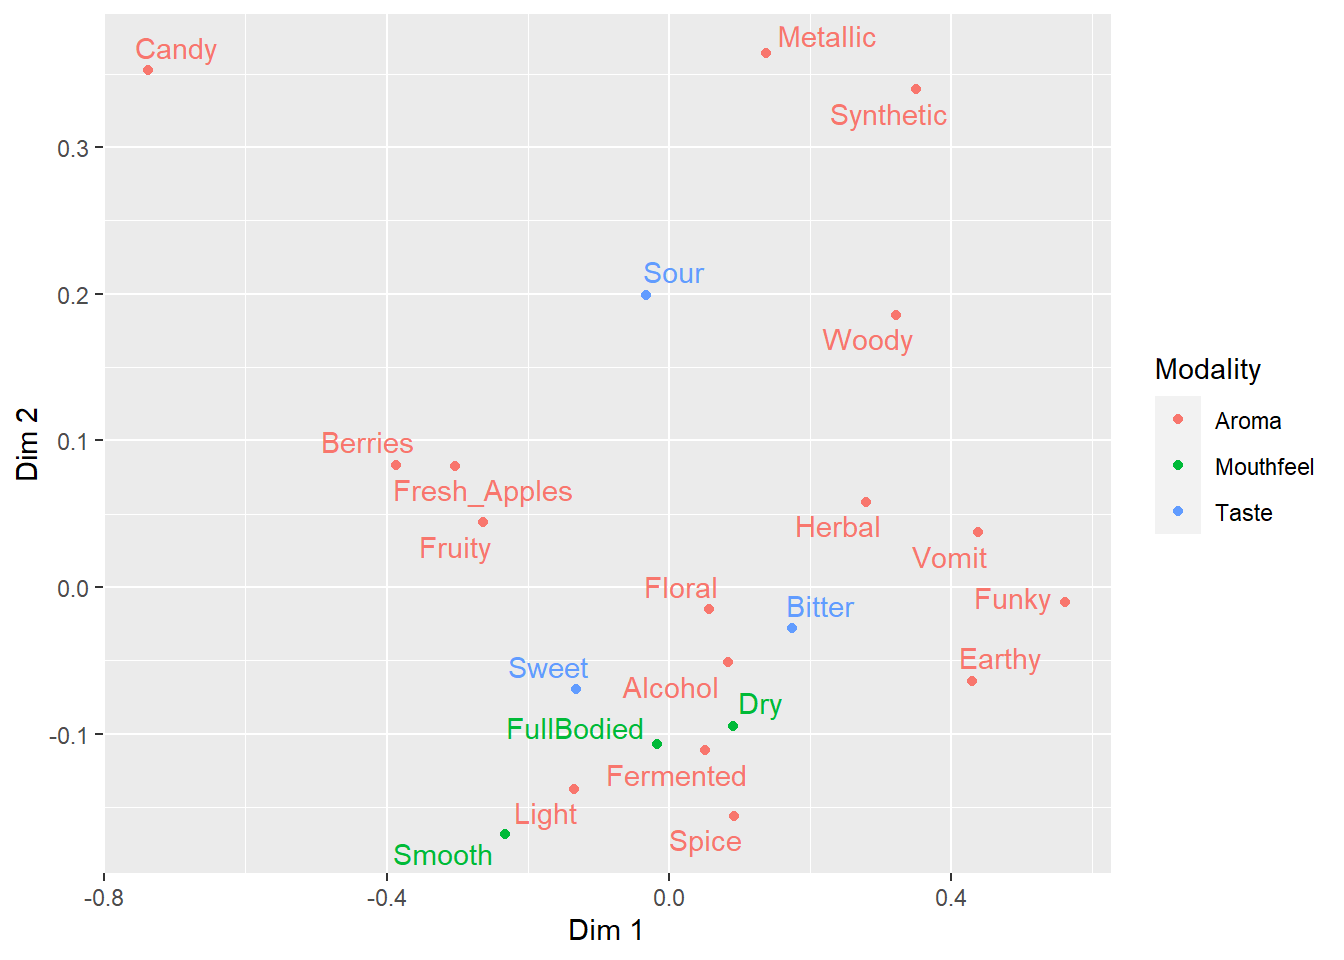 Candy
Metallic
Synthetic
0.3
Sour
0.2
Woody
Modality
Aroma
Mouthfeel
Taste
Dim 2
Berries
0.1
Fresh_Apples
Herbal
Fruity
Vomit
Floral
0.0
Funky
Bitter
Sweet
Earthy
Alcohol
Dry
FullBodied
-0.1
Fermented
Light
Spice
Smooth
-0.8
-0.4
0.0
0.4
Dim 1